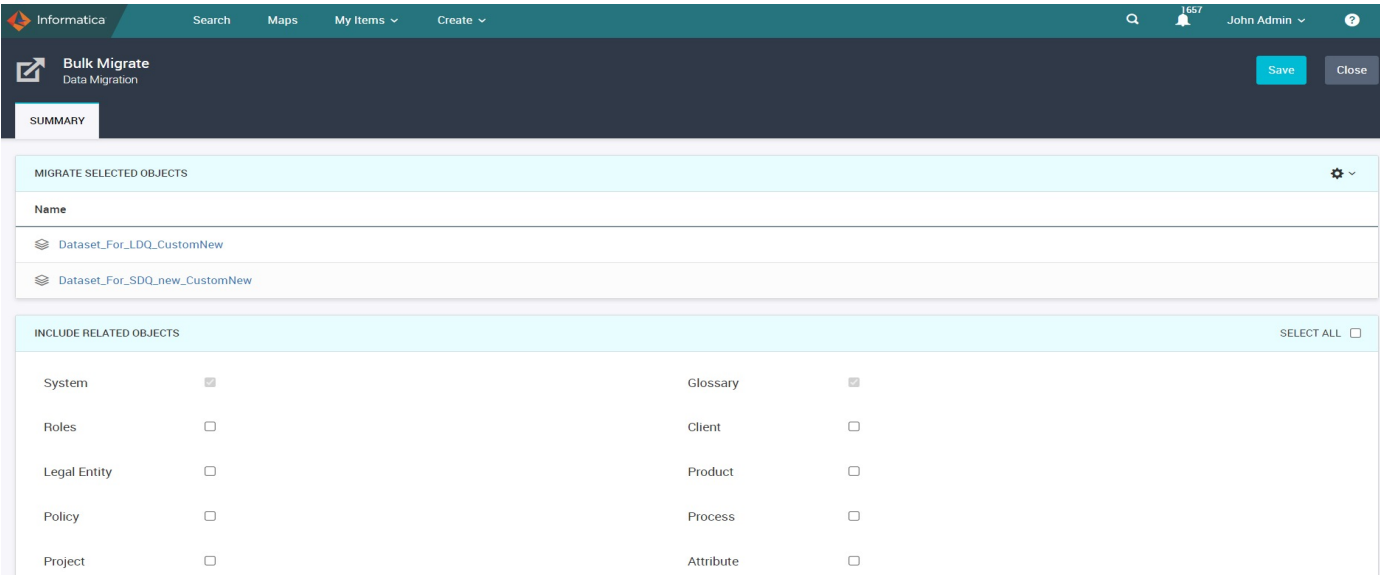 Informatica Search Maps My Items Create 1657 John Admin ?
Bulk Migrate
Data Migration
Save Close
SUMMARY
MIGRATE SELECTED OBJECTS
Name
Dataset_For_LDQ_CustomNew
Dataset_For_SDQ_new_CustomNew
INCLUDE RELATED OBJECTS SELECT ALL
System Glossary
Roles Client
Legal Entity Product
Policy Process
Project Attribute